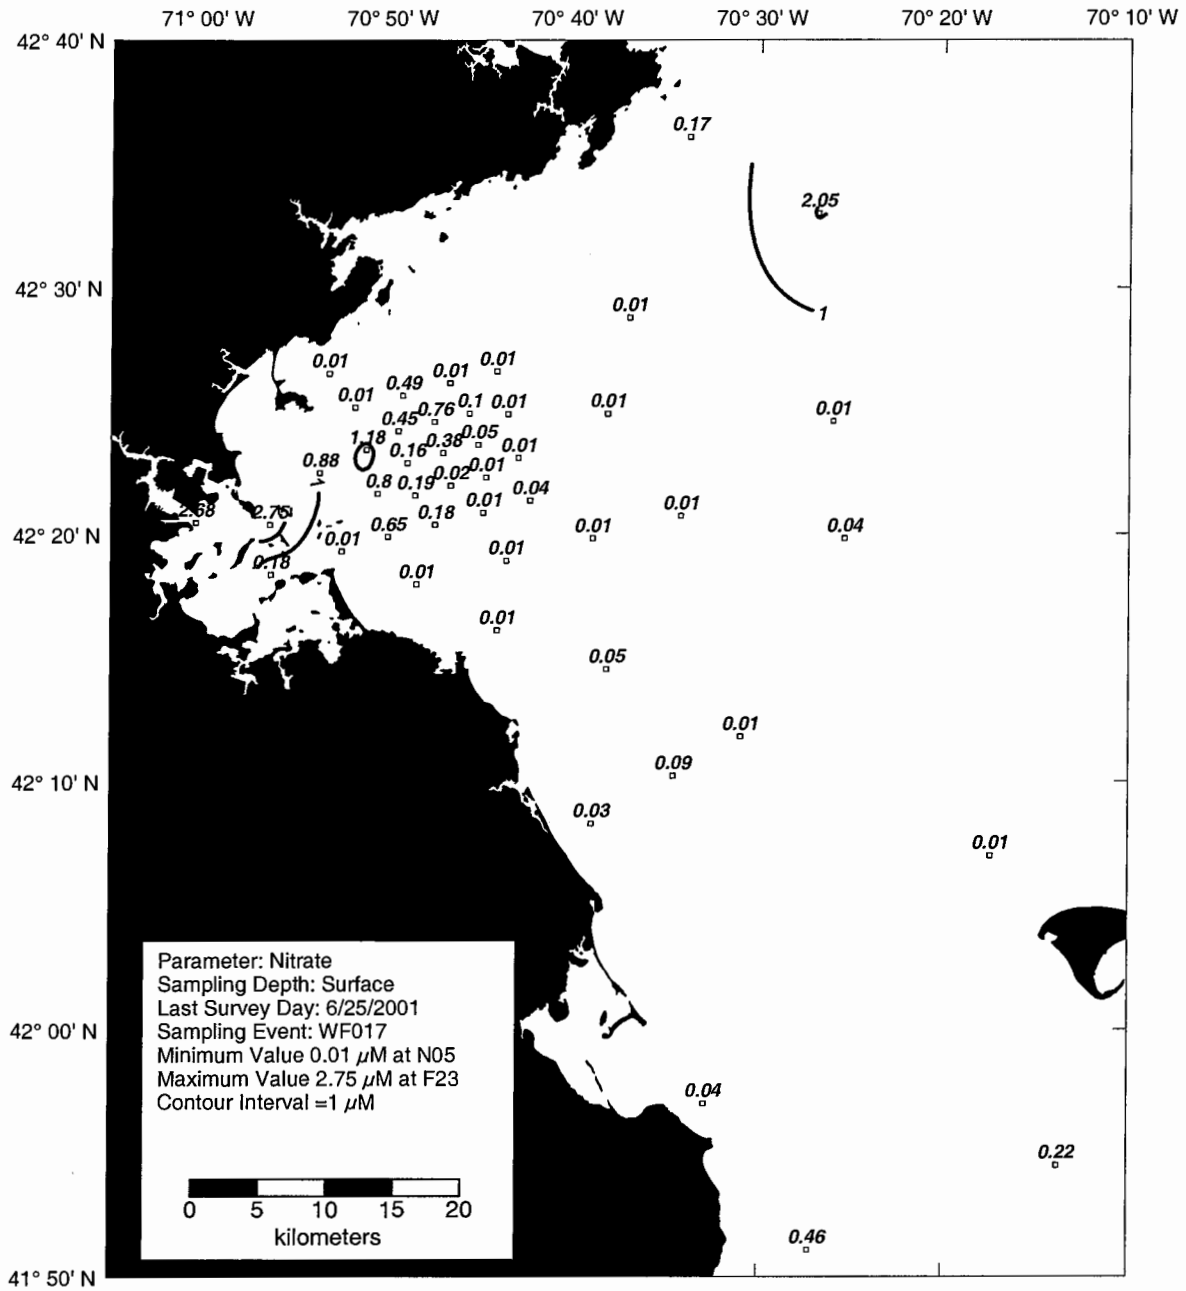 71° 00' W 70° 50' W 70° 40' W 70° 30' W 70° 20' W 70° 10' W
42° 40' N
0.17
2.05
42° 30' N
0.01
1
0.01
0.01
0.01
0.49
0.01
0.1
0.01
0.01
0.01
0.76
0.45
1.18
0.38
0.05
0.01
0.16
0.88
0.01
0.02
0.8
0.19
0.04
0.01
0.01
2.68
2.75
0.18
0.65
0.01
0.01
0.04
42° 20' N
0.01
0.18
0.01
0.01
0.05
0.01
0.09
42° 10' N
0.03
0.01
Parameter: Nitrate
Sampling Depth: Surface
Last Survey Day: 6/25/2001
Sampling Event: WF017
Minimum Value 0.01 μM at N05
Maximum Value 2.75 μM at F23
Contour Interval =1 μM
42° 00' N
0.04
0.22
0 5 10 15 20
kilometers
0.46
41° 50' N